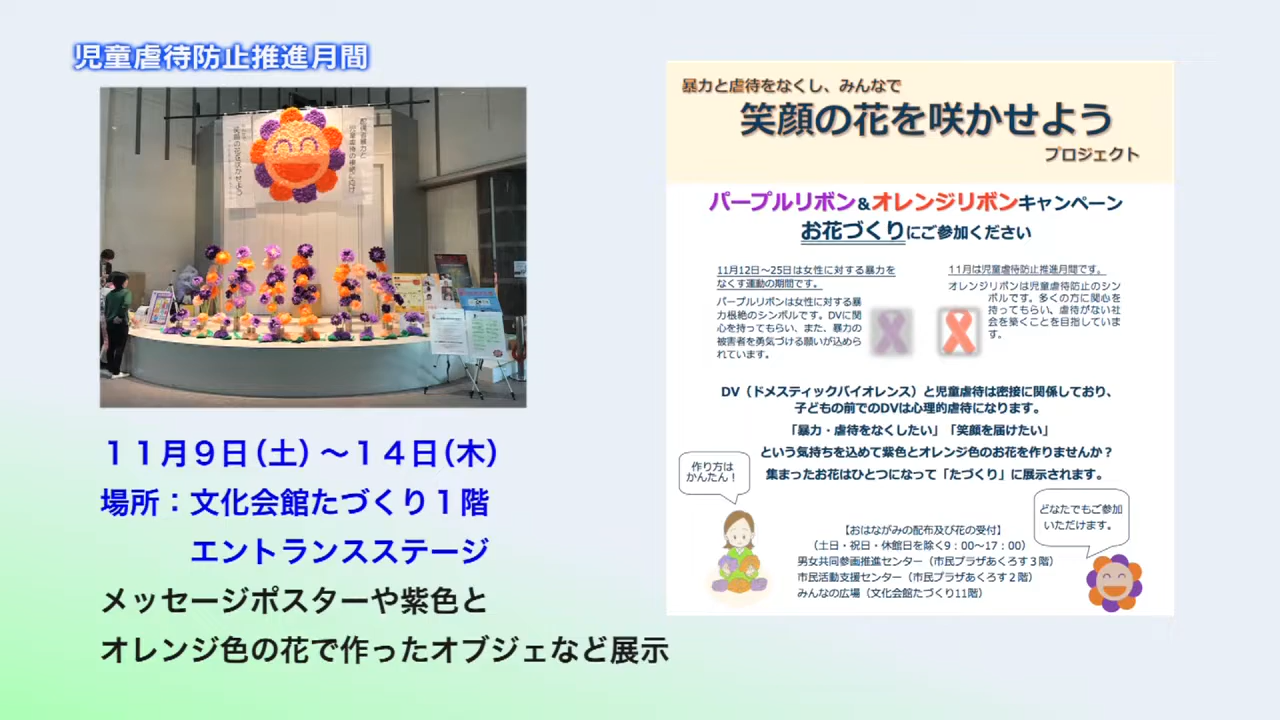 児童虐待防止推進月間
笑顔の花を咲かせよう
11月9日(土)～14日(木)
場所：文化会館たづくり1階
エントランスステージ
メッセージポスターや紫色と
オレンジ色の花で作ったオブジェなど展示
暴力と虐待をなくし、みんなで
笑顔の花を咲かせよう
プロジェクト
パープルリボン&オレンジリボンキャンペーン
お花づくりにご参加ください
11月12日～25日は女性に対する暴力を
なくす運動の期間です。
パープルリボンは女性に対する暴
力根絶のシンボルです。DVに関
心を持ってもらい、また、暴力の
被害者を勇気づける願いが込めら
れています。
11月は児童虐待防止推進月間です。
オレンジリボンは児童虐待防止のシン
ボルです。多くの方に関心を
持ってもらい、虐待がない社
会を築くことを目指していま
す。
DV（ドメスティックバイオレンス）と児童虐待は密接に関係しており、
子どもの前でのDVは心理的虐待になります。
「暴力・虐待をなくしたい」「笑顔を届けたい」
という気持ちを込めて紫色とオレンジ色のお花を作りませんか？
集まったお花はひとつになって「たづくり」に展示されます。
作り方は
かんたん！
どなたでもご参加
いただけます。
【おはながみの配布及び花の受付】
（土日・祝日・休館日を除く9：00～17：00）
男女共同参画推進センター（市民プラザあくろす3階）
市民活動支援センター（市民プラザあくろす2階）
みんなの広場（文化会館たづくり11階）